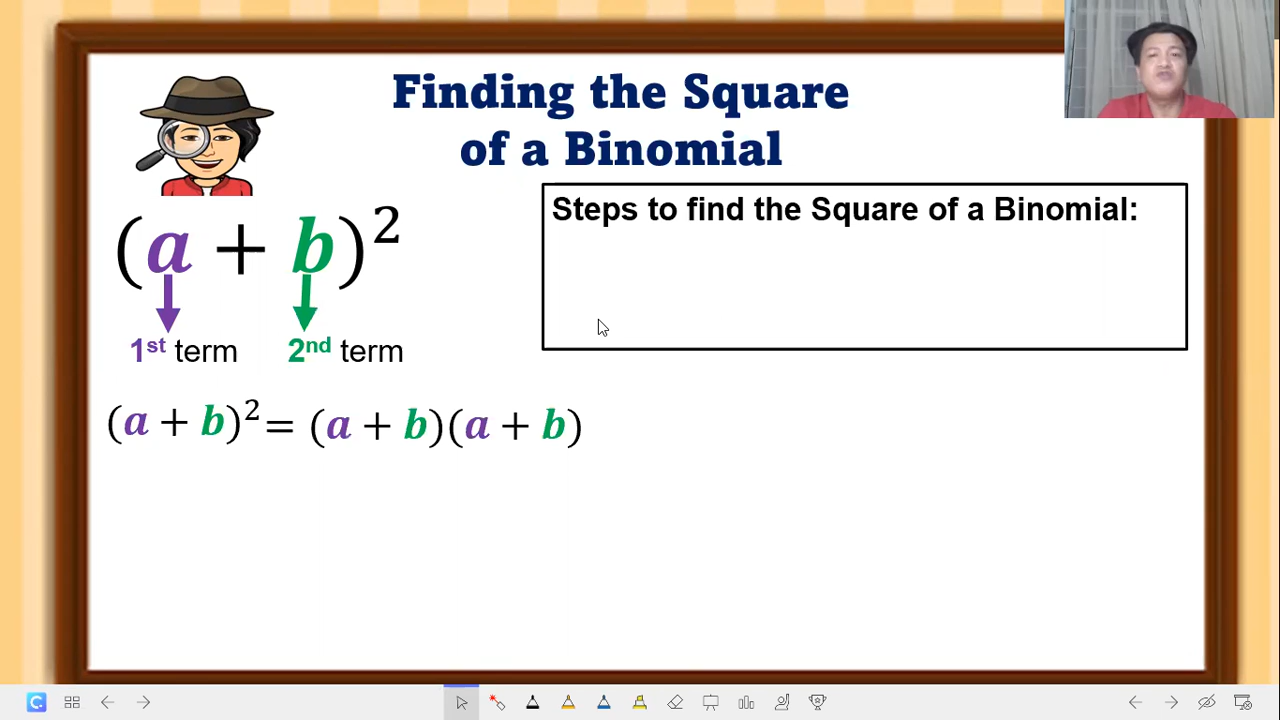 Finding the Square
of a Binomial
(a + b)²
1st term 2nd term
Steps to find the Square of a Binomial:
(a + b)² = (a + b)(a + b)